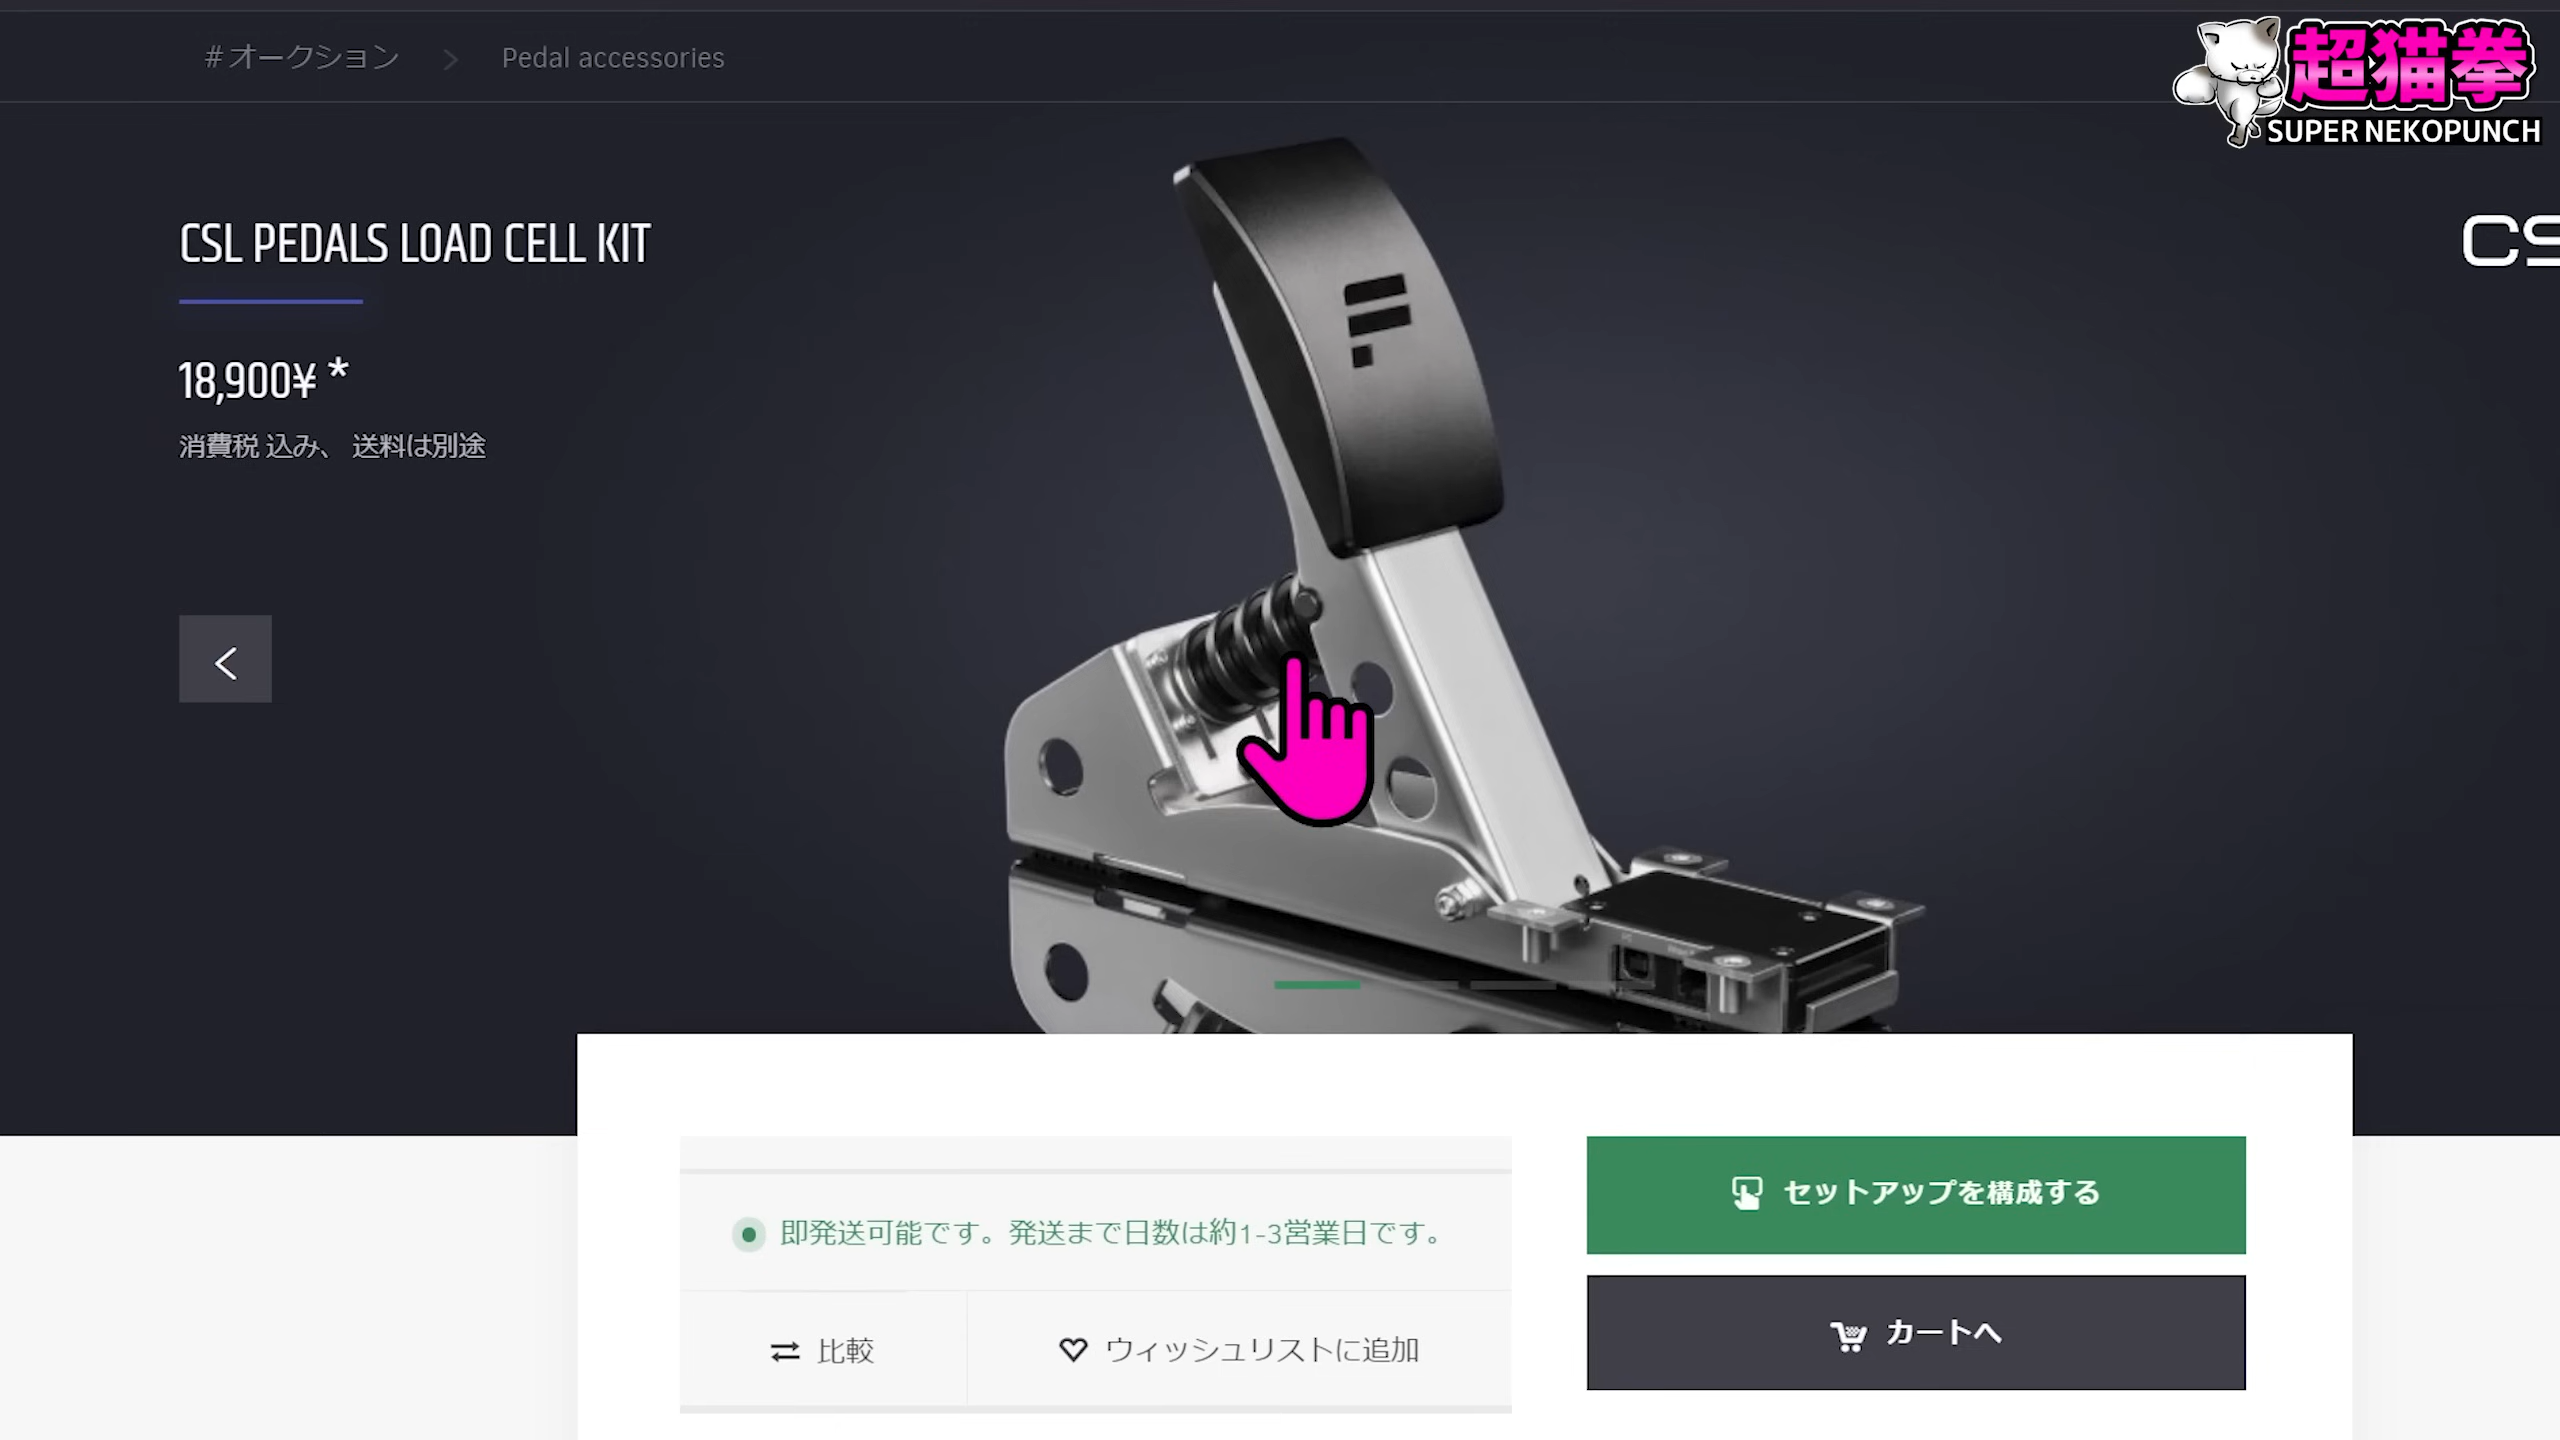 #オークション
Pedal accessories
超猫拳
SUPER NEKOPUNCH
CSL PEDALS LOAD CELL KIT
CS
18,900¥ *
消費税 込み、 送料は別途
即発送可能です。発送まで日数は約1-3営業日です。
セットアップを構成する
カートへ
比較
ウィッシュリストに追加